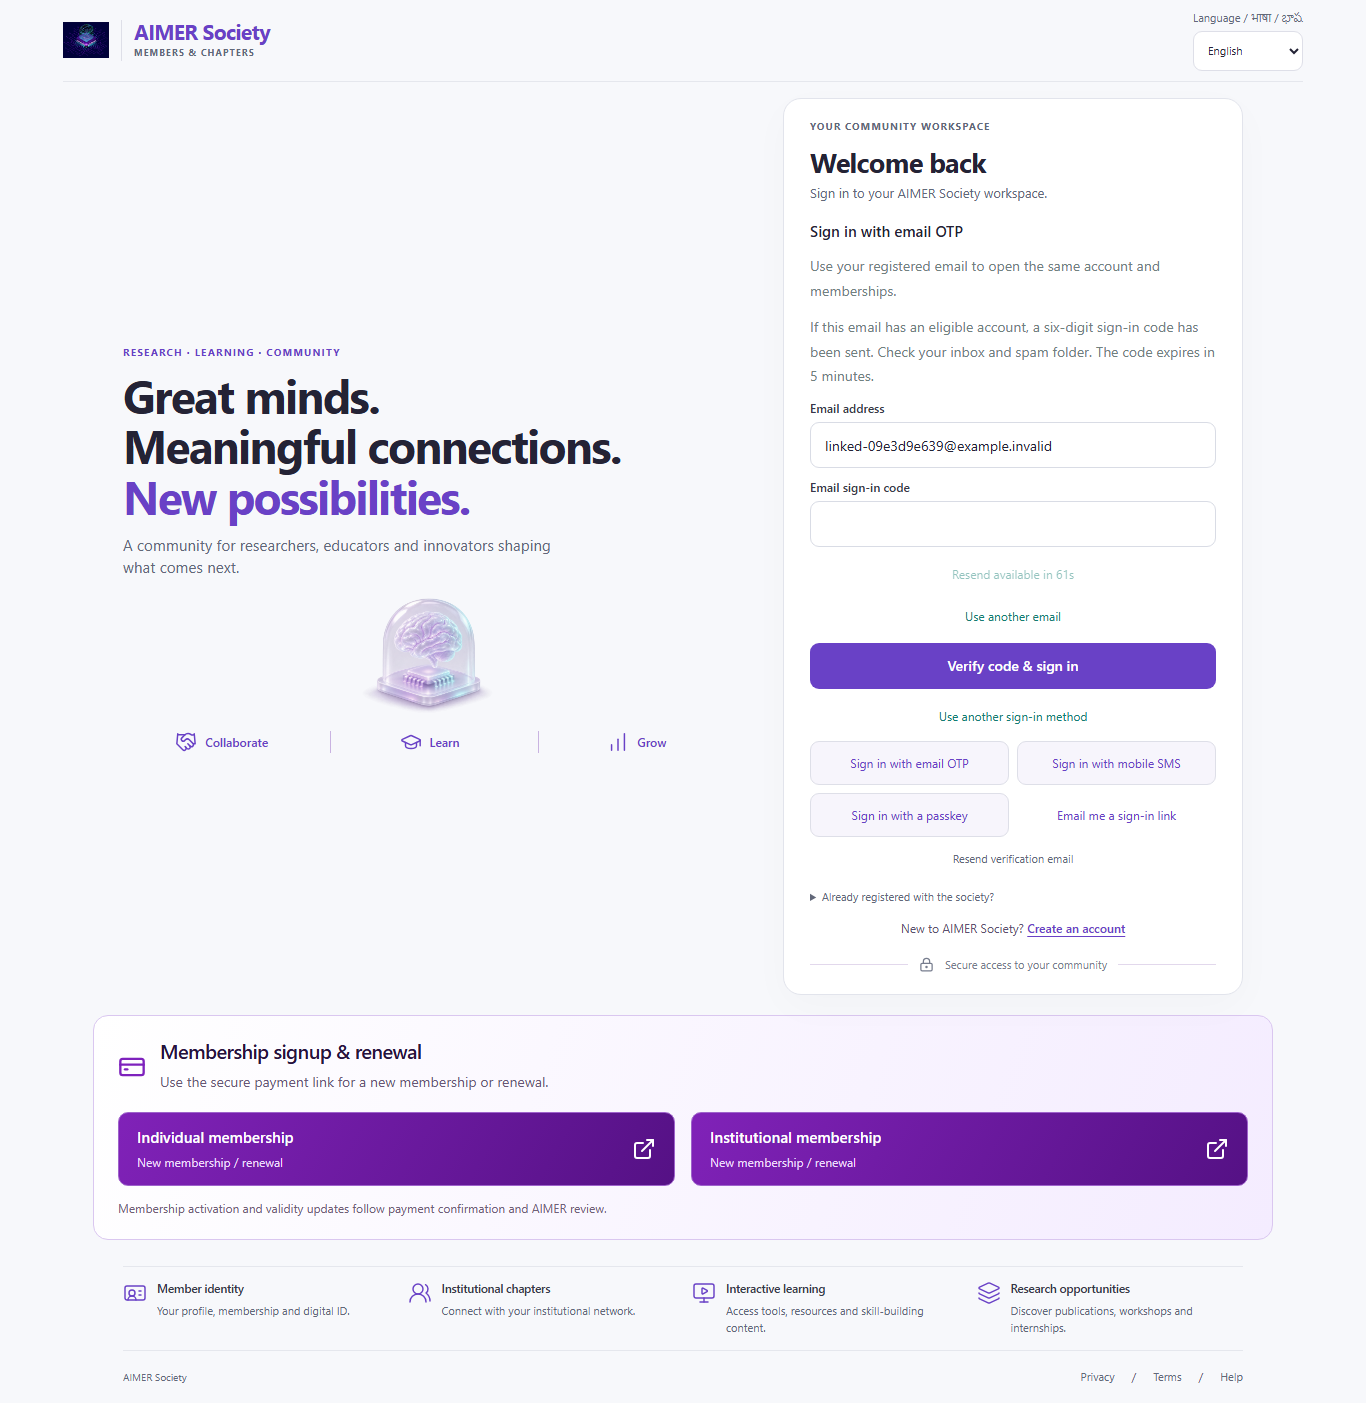 AIMER Society
MEMBERS & CHAPTERS
Language / भाषा / భాష
English
RESEARCH • LEARNING • COMMUNITY
Great minds.
Meaningful connections.
New possibilities.
A community for researchers, educators and innovators shaping
what comes next.
Collaborate
Learn
Grow
YOUR COMMUNITY WORKSPACE
Welcome back
Sign in to your AIMER Society workspace.
Sign in with email OTP
Use your registered email to open the same account and
memberships.
If this email has an eligible account, a six-digit sign-in code has
been sent. Check your inbox and spam folder. The code expires in
5 minutes.
Email address
linked-09e3d9e639@example.invalid
Email sign-in code
Resend available in 61s
Use another email
Verify code & sign in
Use another sign-in method
Sign in with email OTP
Sign in with mobile SMS
Sign in with a passkey
Email me a sign-in link
Resend verification email
▶ Already registered with the society?
New to AIMER Society? Create an account
Secure access to your community
Membership signup & renewal
Use the secure payment link for a new membership or renewal.
Individual membership
New membership / renewal
Institutional membership
New membership / renewal
Membership activation and validity updates follow payment confirmation and AIMER review.
Member identity
Your profile, membership and digital ID.
Institutional chapters
Connect with your institutional network.
Interactive learning
Access tools, resources and skill-building
content.
Research opportunities
Discover publications, workshops and
internships.
AIMER Society
Privacy / Terms / Help